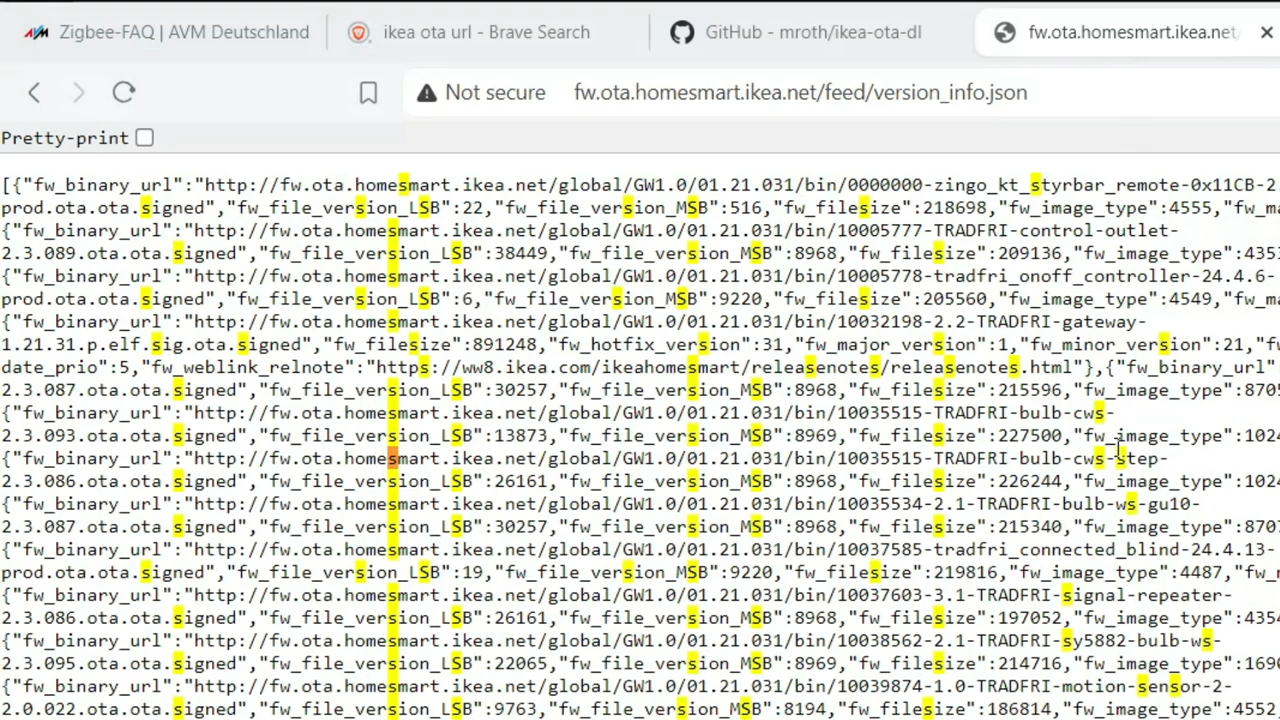 AVM Zigbee-FAQ | AVM Deutschland
ikea ota url - Brave Search
GitHub - mroth/ikea-ota-dl
fw.ota.homesmart.ikea.net/
Not secure fw.ota.homesmart.ikea.net/feed/version_info.json
Pretty-print
[{"fw_binary_url":"http://fw.ota.homesmart.ikea.net/global/GW1.0/01.21.031/bin/0000000-zingo_kt_styrbar_remote-0x11CB-2
prod.ota.ota.signed","fw_file_version_LSB":22,"fw_file_version_MSB":516,"fw_filesize":218698,"fw_image_type":4555,"fw_ma
{"fw_binary_url":"http://fw.ota.homesmart.ikea.net/global/GW1.0/01.21.031/bin/10005777-TRADFRI-control-outlet-
2.3.089.ota.ota.signed","fw_file_version_LSB":38449,"fw_file_version_MSB":8968,"fw_filesize":209136,"fw_image_type":435
{"fw_binary_url":"http://fw.ota.homesmart.ikea.net/global/GW1.0/01.21.031/bin/10005778-tradfri_onoff_controller-24.4.6-
prod.ota.ota.signed","fw_file_version_LSB":6,"fw_file_version_MSB":9220,"fw_filesize":205560,"fw_image_type":4549,"fw_ma
{"fw_binary_url":"http://fw.ota.homesmart.ikea.net/global/GW1.0/01.21.031/bin/10032198-2.2-TRADFRI-gateway-
1.21.31.p.elf.sig.ota.signed","fw_filesize":891248,"fw_hotfix_version":31,"fw_major_version":1,"fw_minor_version":21,"f
date_prio":5,"fw_weblink_relnote":"https://ww8.ikea.com/ikeahomesmart/releasenotes/releasenotes.html"},{"fw_binary_url"
2.3.087.ota.ota.signed","fw_file_version_LSB":30257,"fw_file_version_MSB":8968,"fw_filesize":215596,"fw_image_type":870
{"fw_binary_url":"http://fw.ota.homesmart.ikea.net/global/GW1.0/01.21.031/bin/10035515-TRADFRI-bulb-cws-
2.3.093.ota.ota.signed","fw_file_version_LSB":13873,"fw_file_version_MSB":8969,"fw_filesize":227500,"fw_image_type":102
{"fw_binary_url":"http://fw.ota.homesmart.ikea.net/global/GW1.0/01.21.031/bin/10035515-TRADFRI-bulb-cws-step-
2.3.086.ota.ota.signed","fw_file_version_LSB":26161,"fw_file_version_MSB":8968,"fw_filesize":226244,"fw_image_type":102
{"fw_binary_url":"http://fw.ota.homesmart.ikea.net/global/GW1.0/01.21.031/bin/10035534-2.1-TRADFRI-bulb-ws-gu10-
2.3.087.ota.ota.signed","fw_file_version_LSB":30257,"fw_file_version_MSB":8968,"fw_filesize":215340,"fw_image_type":870
{"fw_binary_url":"http://fw.ota.homesmart.ikea.net/global/GW1.0/01.21.031/bin/10037585-tradfri_connected_blind-24.4.13-
prod.ota.ota.signed","fw_file_version_LSB":19,"fw_file_version_MSB":9220,"fw_filesize":219816,"fw_image_type":4487,"fw_m
{"fw_binary_url":"http://fw.ota.homesmart.ikea.net/global/GW1.0/01.21.031/bin/10037603-3.1-TRADFRI-signal-repeater-
2.3.086.ota.ota.signed","fw_file_version_LSB":26161,"fw_file_version_MSB":8968,"fw_filesize":197052,"fw_image_type":435
{"fw_binary_url":"http://fw.ota.homesmart.ikea.net/global/GW1.0/01.21.031/bin/10038562-2.1-TRADFRI-sy5882-bulb-ws-
2.3.095.ota.ota.signed","fw_file_version_LSB":22065,"fw_file_version_MSB":8969,"fw_filesize":214716,"fw_image_type":169
{"fw_binary_url":"http://fw.ota.homesmart.ikea.net/global/GW1.0/01.21.031/bin/10039874-1.0-TRADFRI-motion-sensor-2-
2.0.022.ota.ota.signed","fw_file_version_LSB":9763,"fw_file_version_MSB":8194,"fw_filesize":186814,"fw_image_type":4552